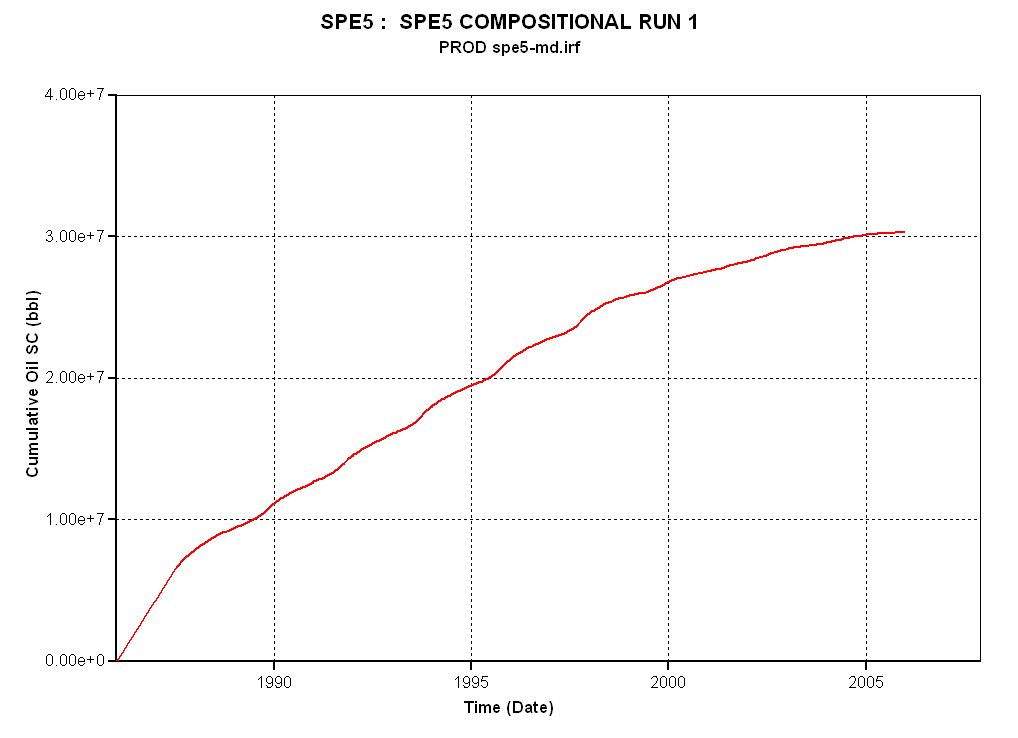 SPE5 : SPE5 COMPOSITIONAL RUN 1
PROD spe5-md.irf
4.00e+7
3.00e+7
2.00e+7
1.00e+7
0.00e+0
Cumulative Oil SC (bbl)
1990 1995 2000 2005
Time (Date)